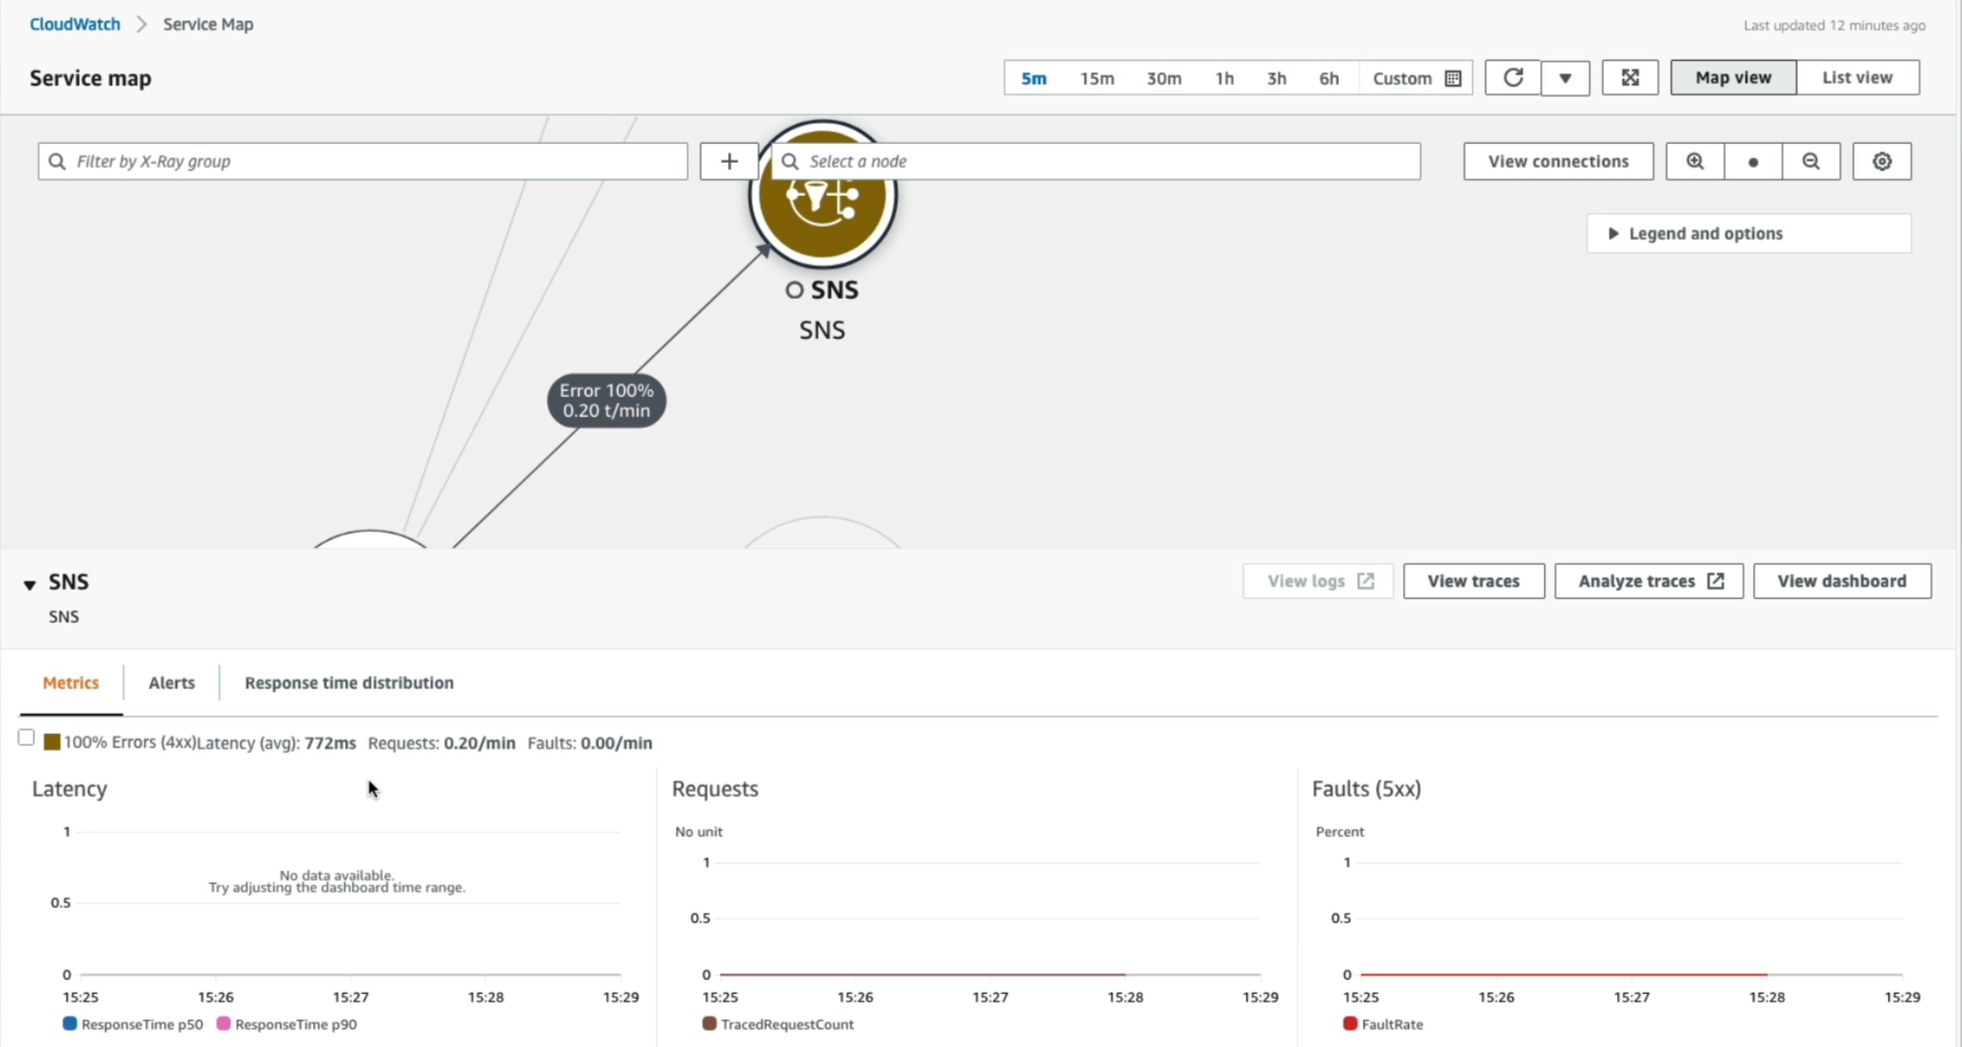 CloudWatch
Service Map
Last updated 12 minutes ago
Service map
5m 15m 30m 1h 3h 6h Custom
Map view List view
Filter by X-Ray group
+
Select a node
View connections
Legend and options
SNS
SNS
Error 100%
0.20 t/min
SNS
SNS
View logs
View traces
Analyze traces
View dashboard
Metrics
Alerts
Response time distribution
100% Errors (4xx)Latency (avg): 772ms Requests: 0.20/min Faults: 0.00/min
Latency
1
No data available.
Try adjusting the dashboard time range.
0.5
0
15:25 15:26 15:27 15:28 15:29
ResponseTime p50 ResponseTime p90
Requests
No unit
1
0.5
0
15:25 15:26 15:27 15:28 15:29
TracedRequestCount
Faults (5xx)
Percent
1
0.5
0
15:25 15:26 15:27 15:28 15:29
FaultRate